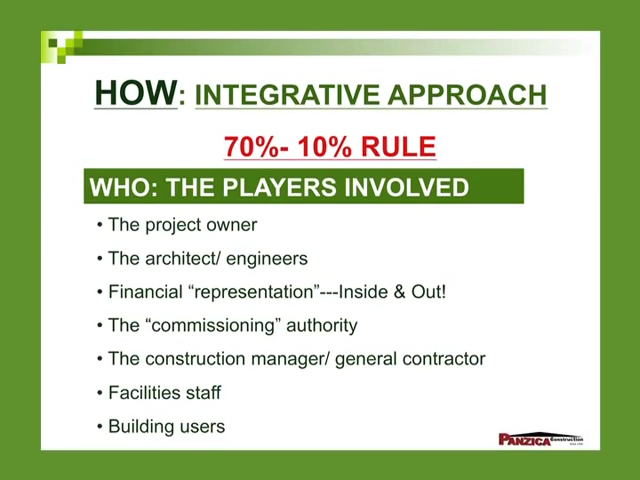 HOW: INTEGRATIVE APPROACH
70%- 10% RULE
WHO: THE PLAYERS INVOLVED
• The project owner
• The architect/ engineers
• Financial “representation”---Inside & Out!
• The “commissioning” authority
• The construction manager/ general contractor
• Facilities staff
• Building users
PANZICA Construction